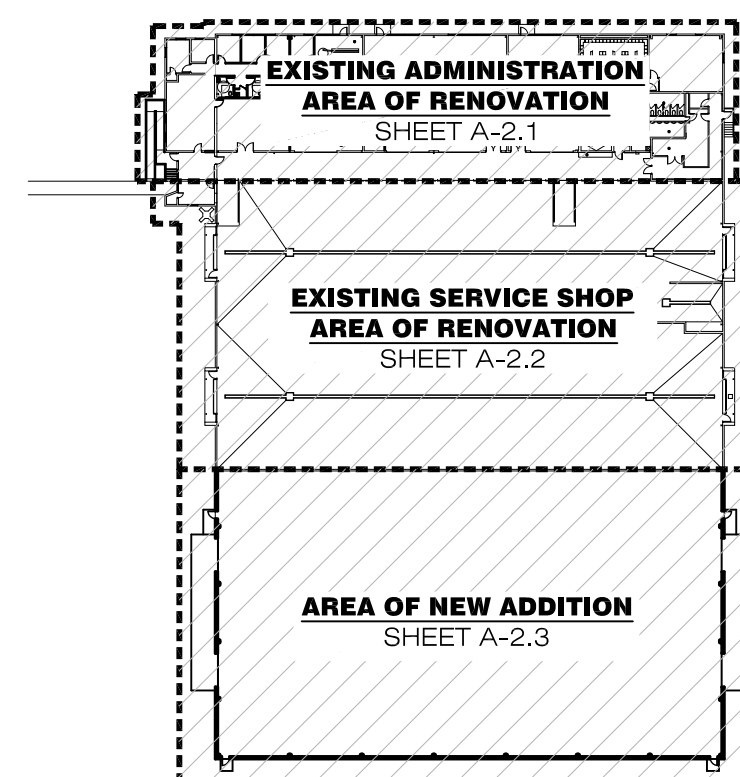 EXISTING ADMINISTRATION
AREA OF RENOVATION
SHEET A-2.1
EXISTING SERVICE SHOP
AREA OF RENOVATION
SHEET A-2.2
AREA OF NEW ADDITION
SHEET A-2.3